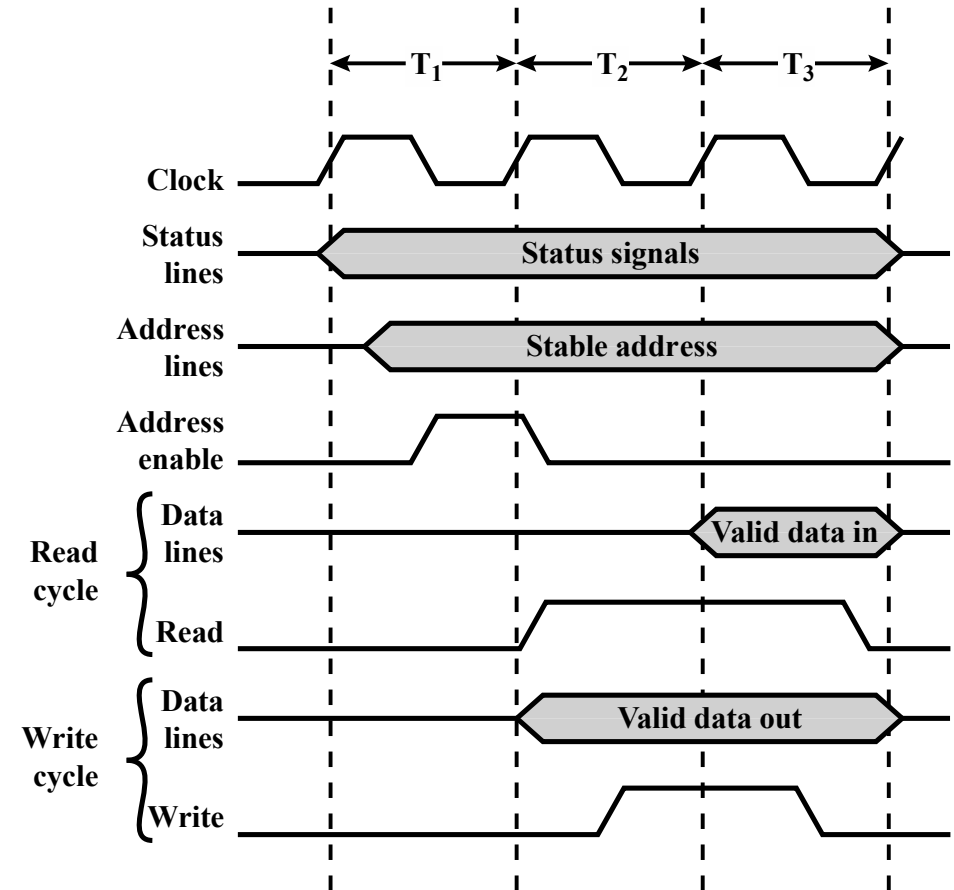 T1 T2 T3
Clock
Status
lines
Status signals
Address
lines
Stable address
Address
enable
Read
cycle
Data
lines
Valid data in
Read
Write
cycle
Data
lines
Valid data out
Write